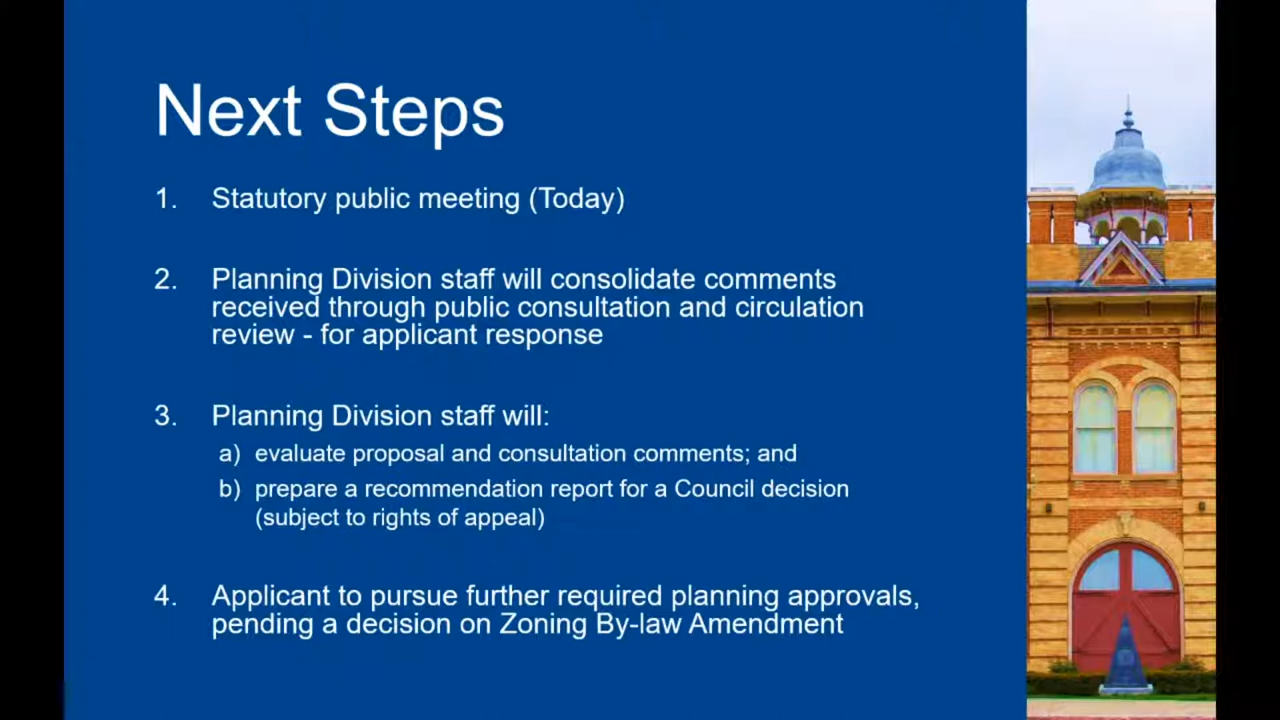 Next Steps
1. Statutory public meeting (Today)
2. Planning Division staff will consolidate comments
received through public consultation and circulation
review - for applicant response
3. Planning Division staff will:
a) evaluate proposal and consultation comments; and
b) prepare a recommendation report for a Council decision
(subject to rights of appeal)
4. Applicant to pursue further required planning approvals,
pending a decision on Zoning By-law Amendment